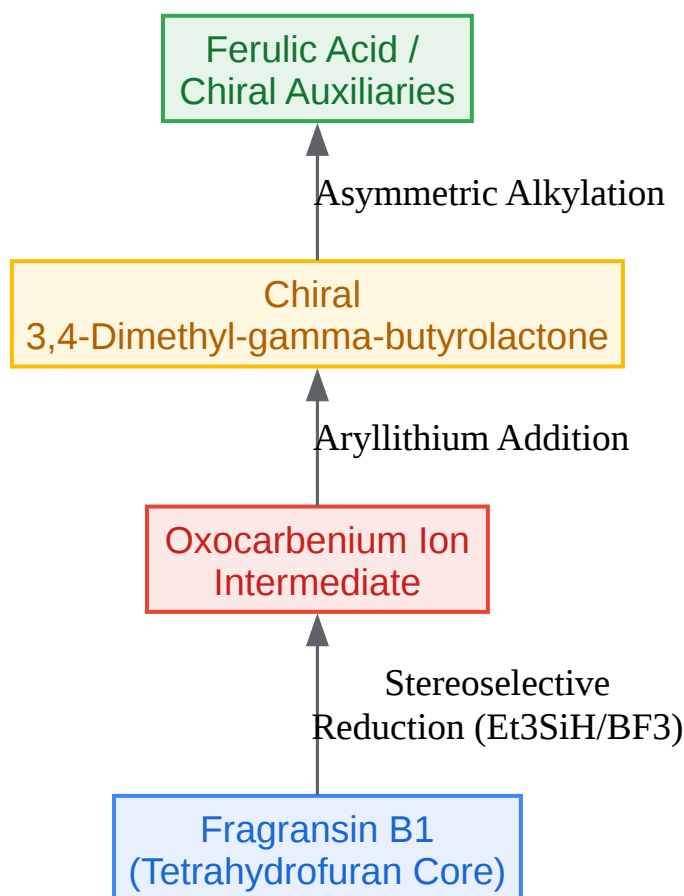 Ferulic Acid /
Chiral Auxiliaries
Asymmetric Alkylation
Chiral
3,4-Dimethyl-gamma-butyrolactone
Aryllithium Addition
Oxocarbenium Ion
Intermediate
Stereoselective
Reduction (Et3SiH/BF3)
Fragransin B1
(Tetrahydrofuran Core)